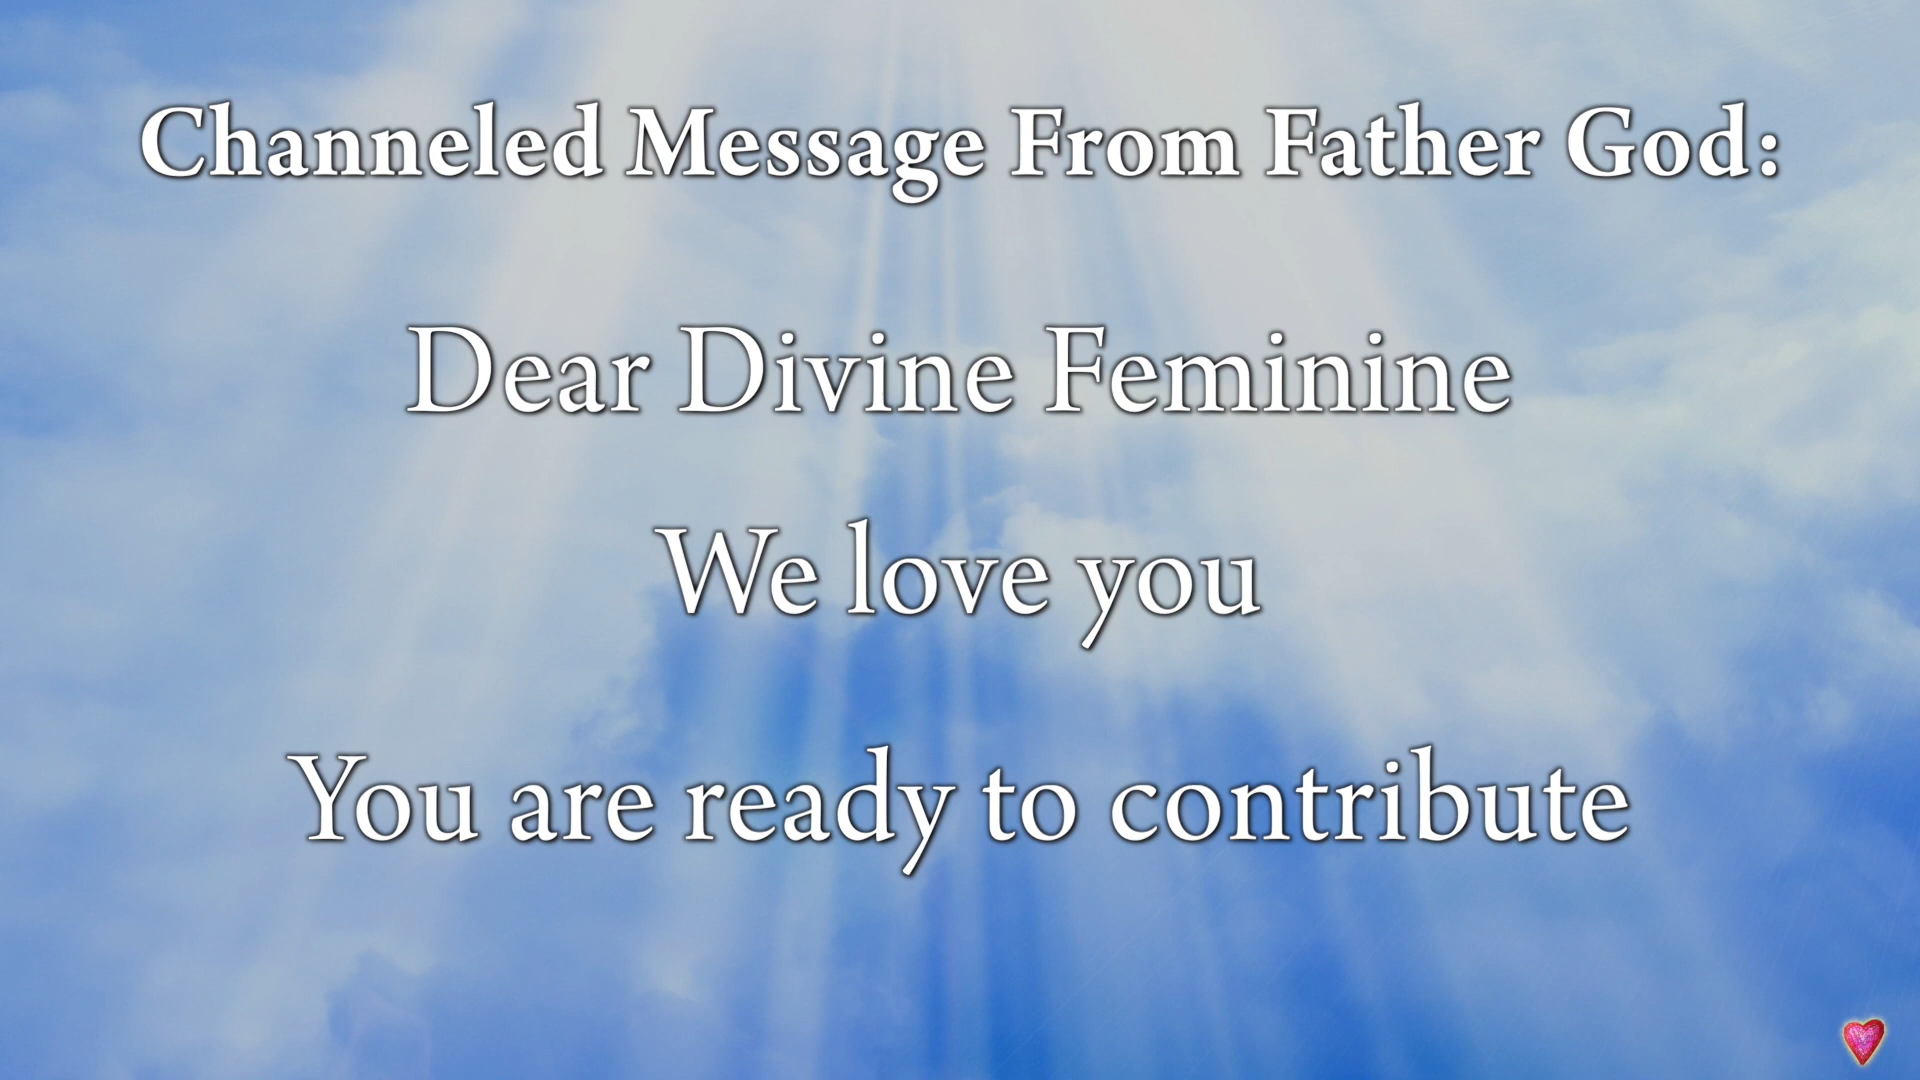 Channeled Message From Father God:
Dear Divine Feminine
We love you
You are ready to contribute